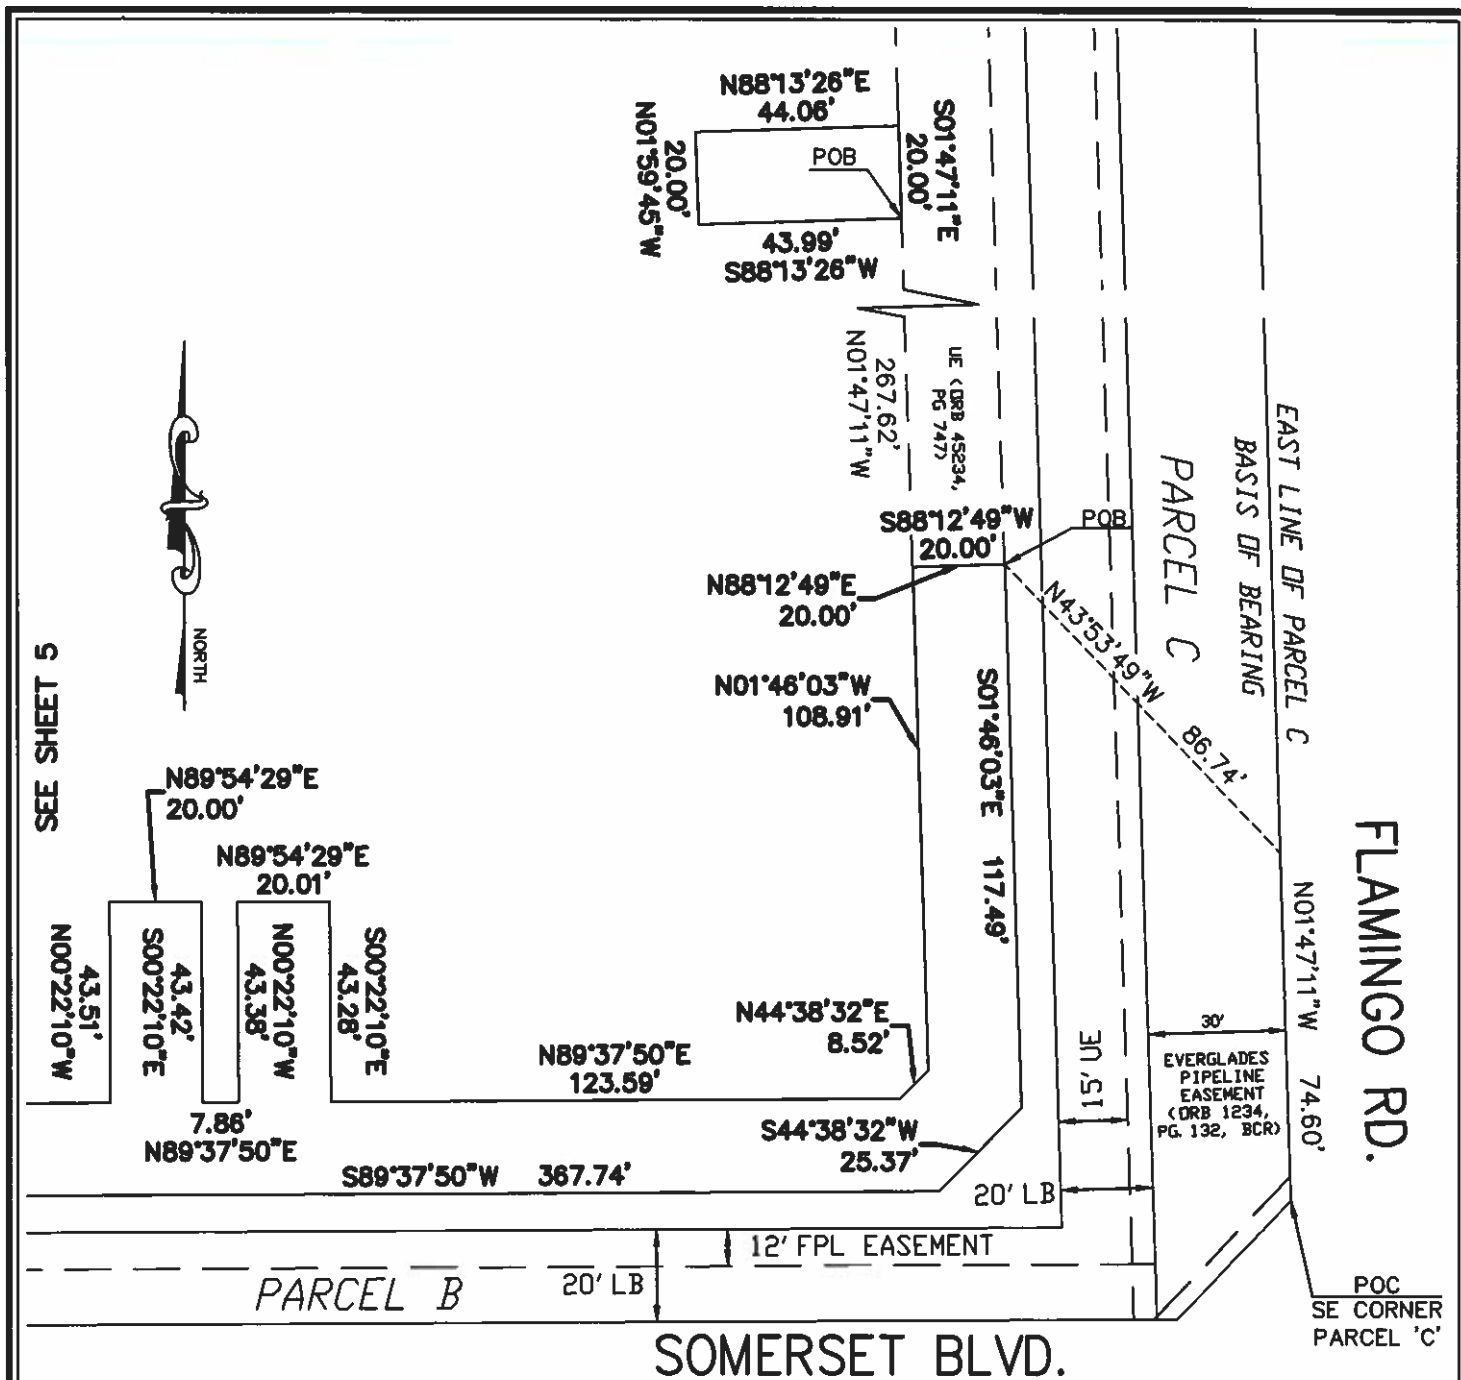 N88°13'26"E
44.06'
N01°59'45"W
20.00'
POB
S01°47'11"E
20.00'
43.99'
S88°13'26"W
UE (ORB 45234,
PG 747)
267.62'
N01°47'11"W
EAST LINE OF PARCEL C
BASIS OF BEARING
PARCEL C
S88°12'49"W
20.00'
POB
N88°12'49"E
20.00'
N43°53'49"W 86.74'
NORTH
SEE SHEET 5
N01°46'03"W
108.91'
S01°46'03"E 117.49'
N89°54'29"E
20.00'
N89°54'29"E
20.01'
FLAMINGO RD.
N01°47'11"W 74.60'
N00°22'10"W
43.51'
S00°22'10"E
43.42'
N00°22'10"W
43.38'
S00°22'10"E
43.28'
N44°38'32"E
8.52'
N89°37'50"E
123.59'
15' UE
30'
EVERGLADES
PIPELINE
EASEMENT
(ORB 1234,
PG. 132, BCR)
7.86'
N89°37'50"E
S44°38'32"W
25.37'
S89°37'50"W 367.74'
20' LB
12' FPL EASEMENT
20' LB
PARCEL B
POC
SE CORNER
PARCEL 'C'
SOMERSET BLVD.